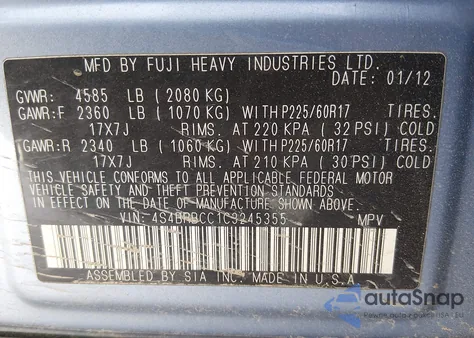 MFD BY FUJI HEAVY INDUSTRIES LTD.
DATE: 01/12
GVWR: 4585 LB ( 2080 KG)
GAWR:F 2360 LB ( 1070 KG) WITH P225/60R17 TIRES.
17X7J RIMS. AT 220 KPA ( 32 PSI) COLD
GAWR:R 2340 LB ( 1060 KG) WITH P225/60R17 TIRES.
17X7J RIMS. AT 210 KPA ( 30 PSI) COLD
THIS VEHICLE CONFORMS TO ALL APPLICABLE FEDERAL MOTOR
VEHICLE SAFETY AND THEFT PREVENTION STANDARDS
IN EFFECT ON THE DATE OF MANUFACTURE SHOWN ABOVE.
VIN: 4S4BRBCC1C3245355 MPV
ASSEMBLED BY SIA INC. MADE IN U.S.A.
autoSnap